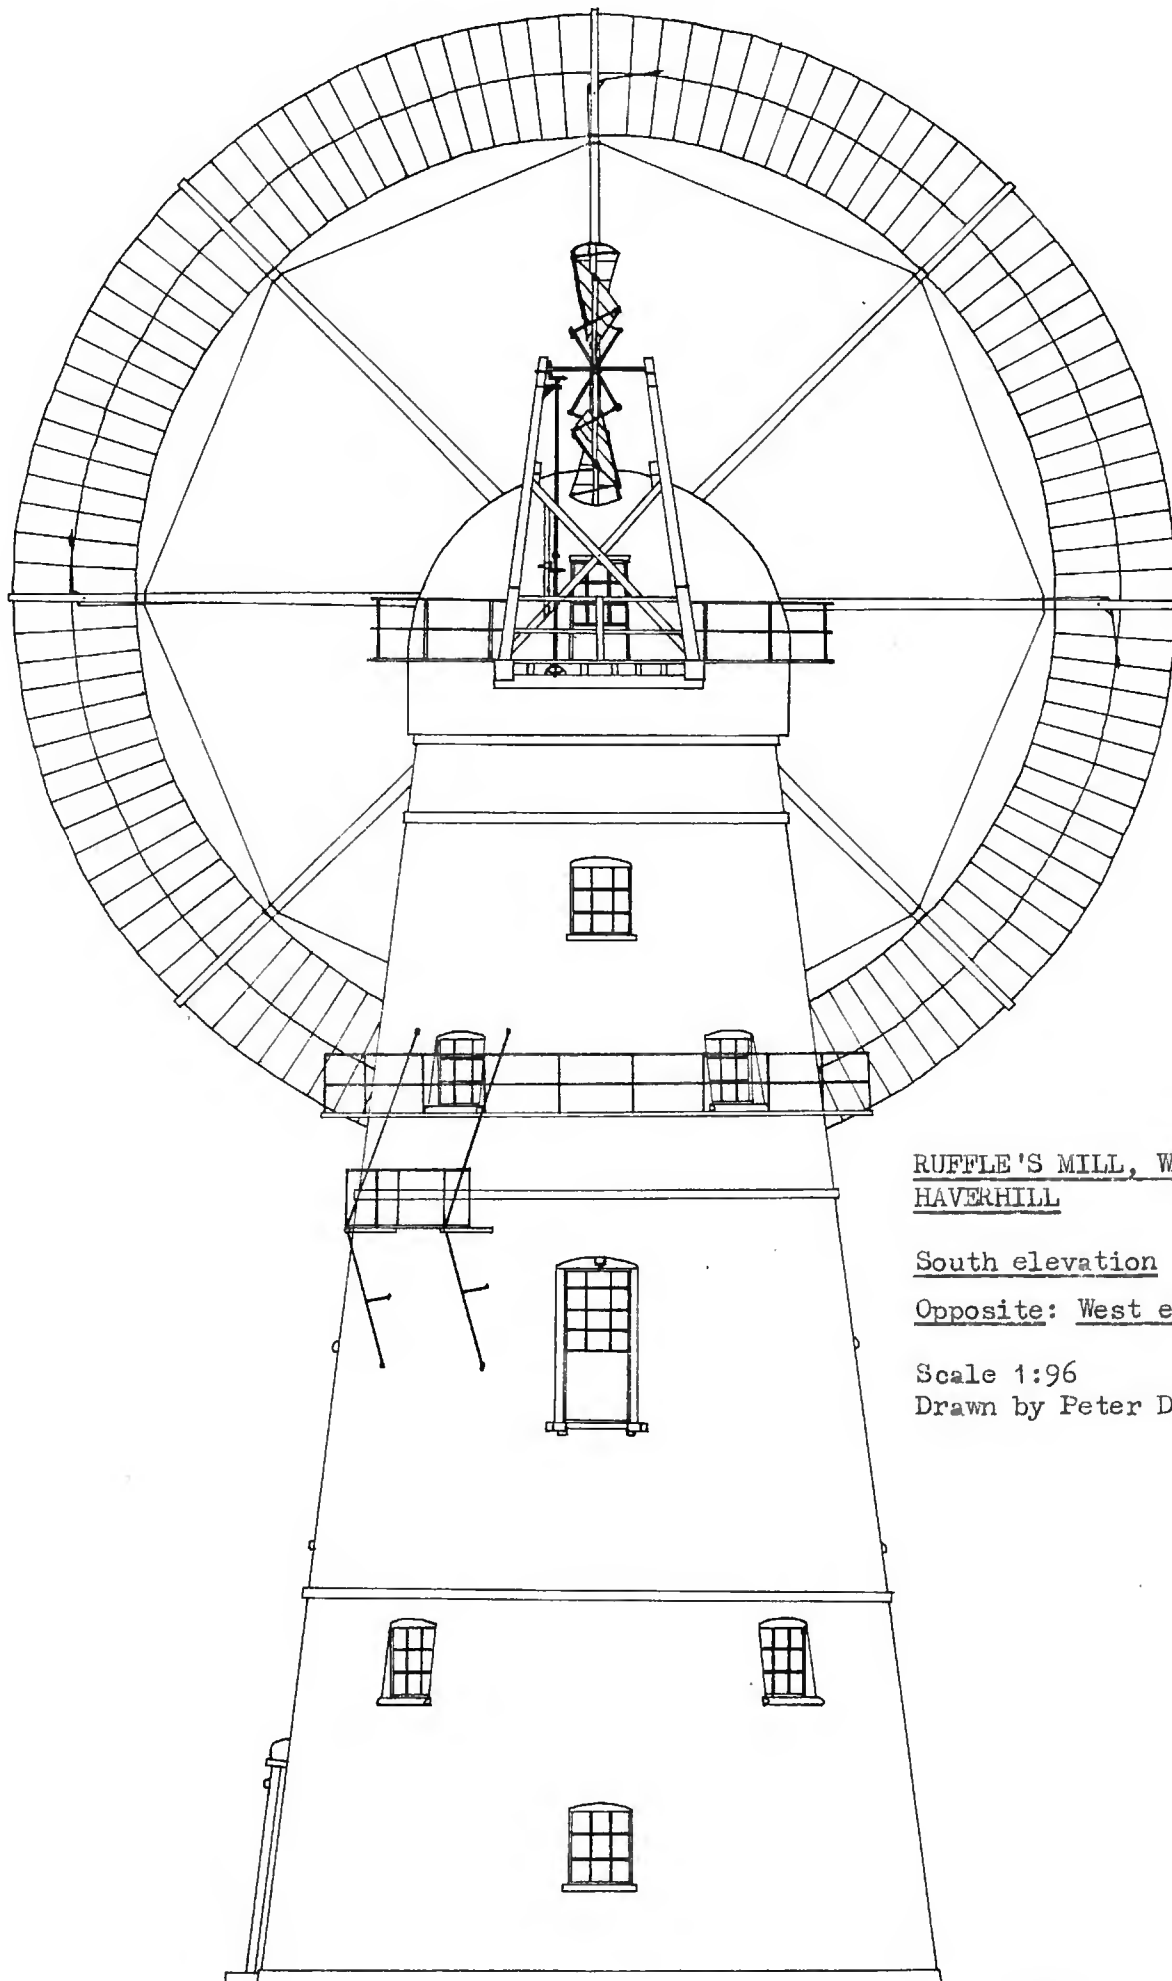 RUFFLE'S MILL, W
HAVERHILL
South elevation
Opposite: West e
Scale 1:96
Drawn by Peter D